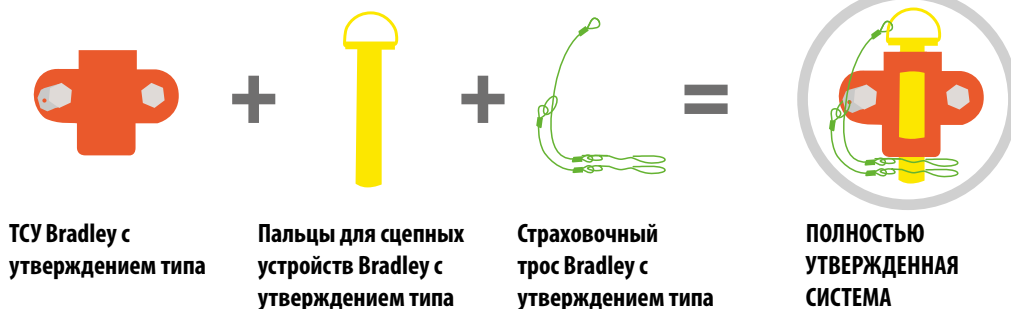 ТСУ Bradley с
утверждением типа
Пальцы для сцепных
устройств Bradley с
утверждением типа
Страховочный
трос Bradley с
утверждением типа
ПОЛНОСТЬЮ
УТВЕРЖДЕННАЯ
СИСТЕМА